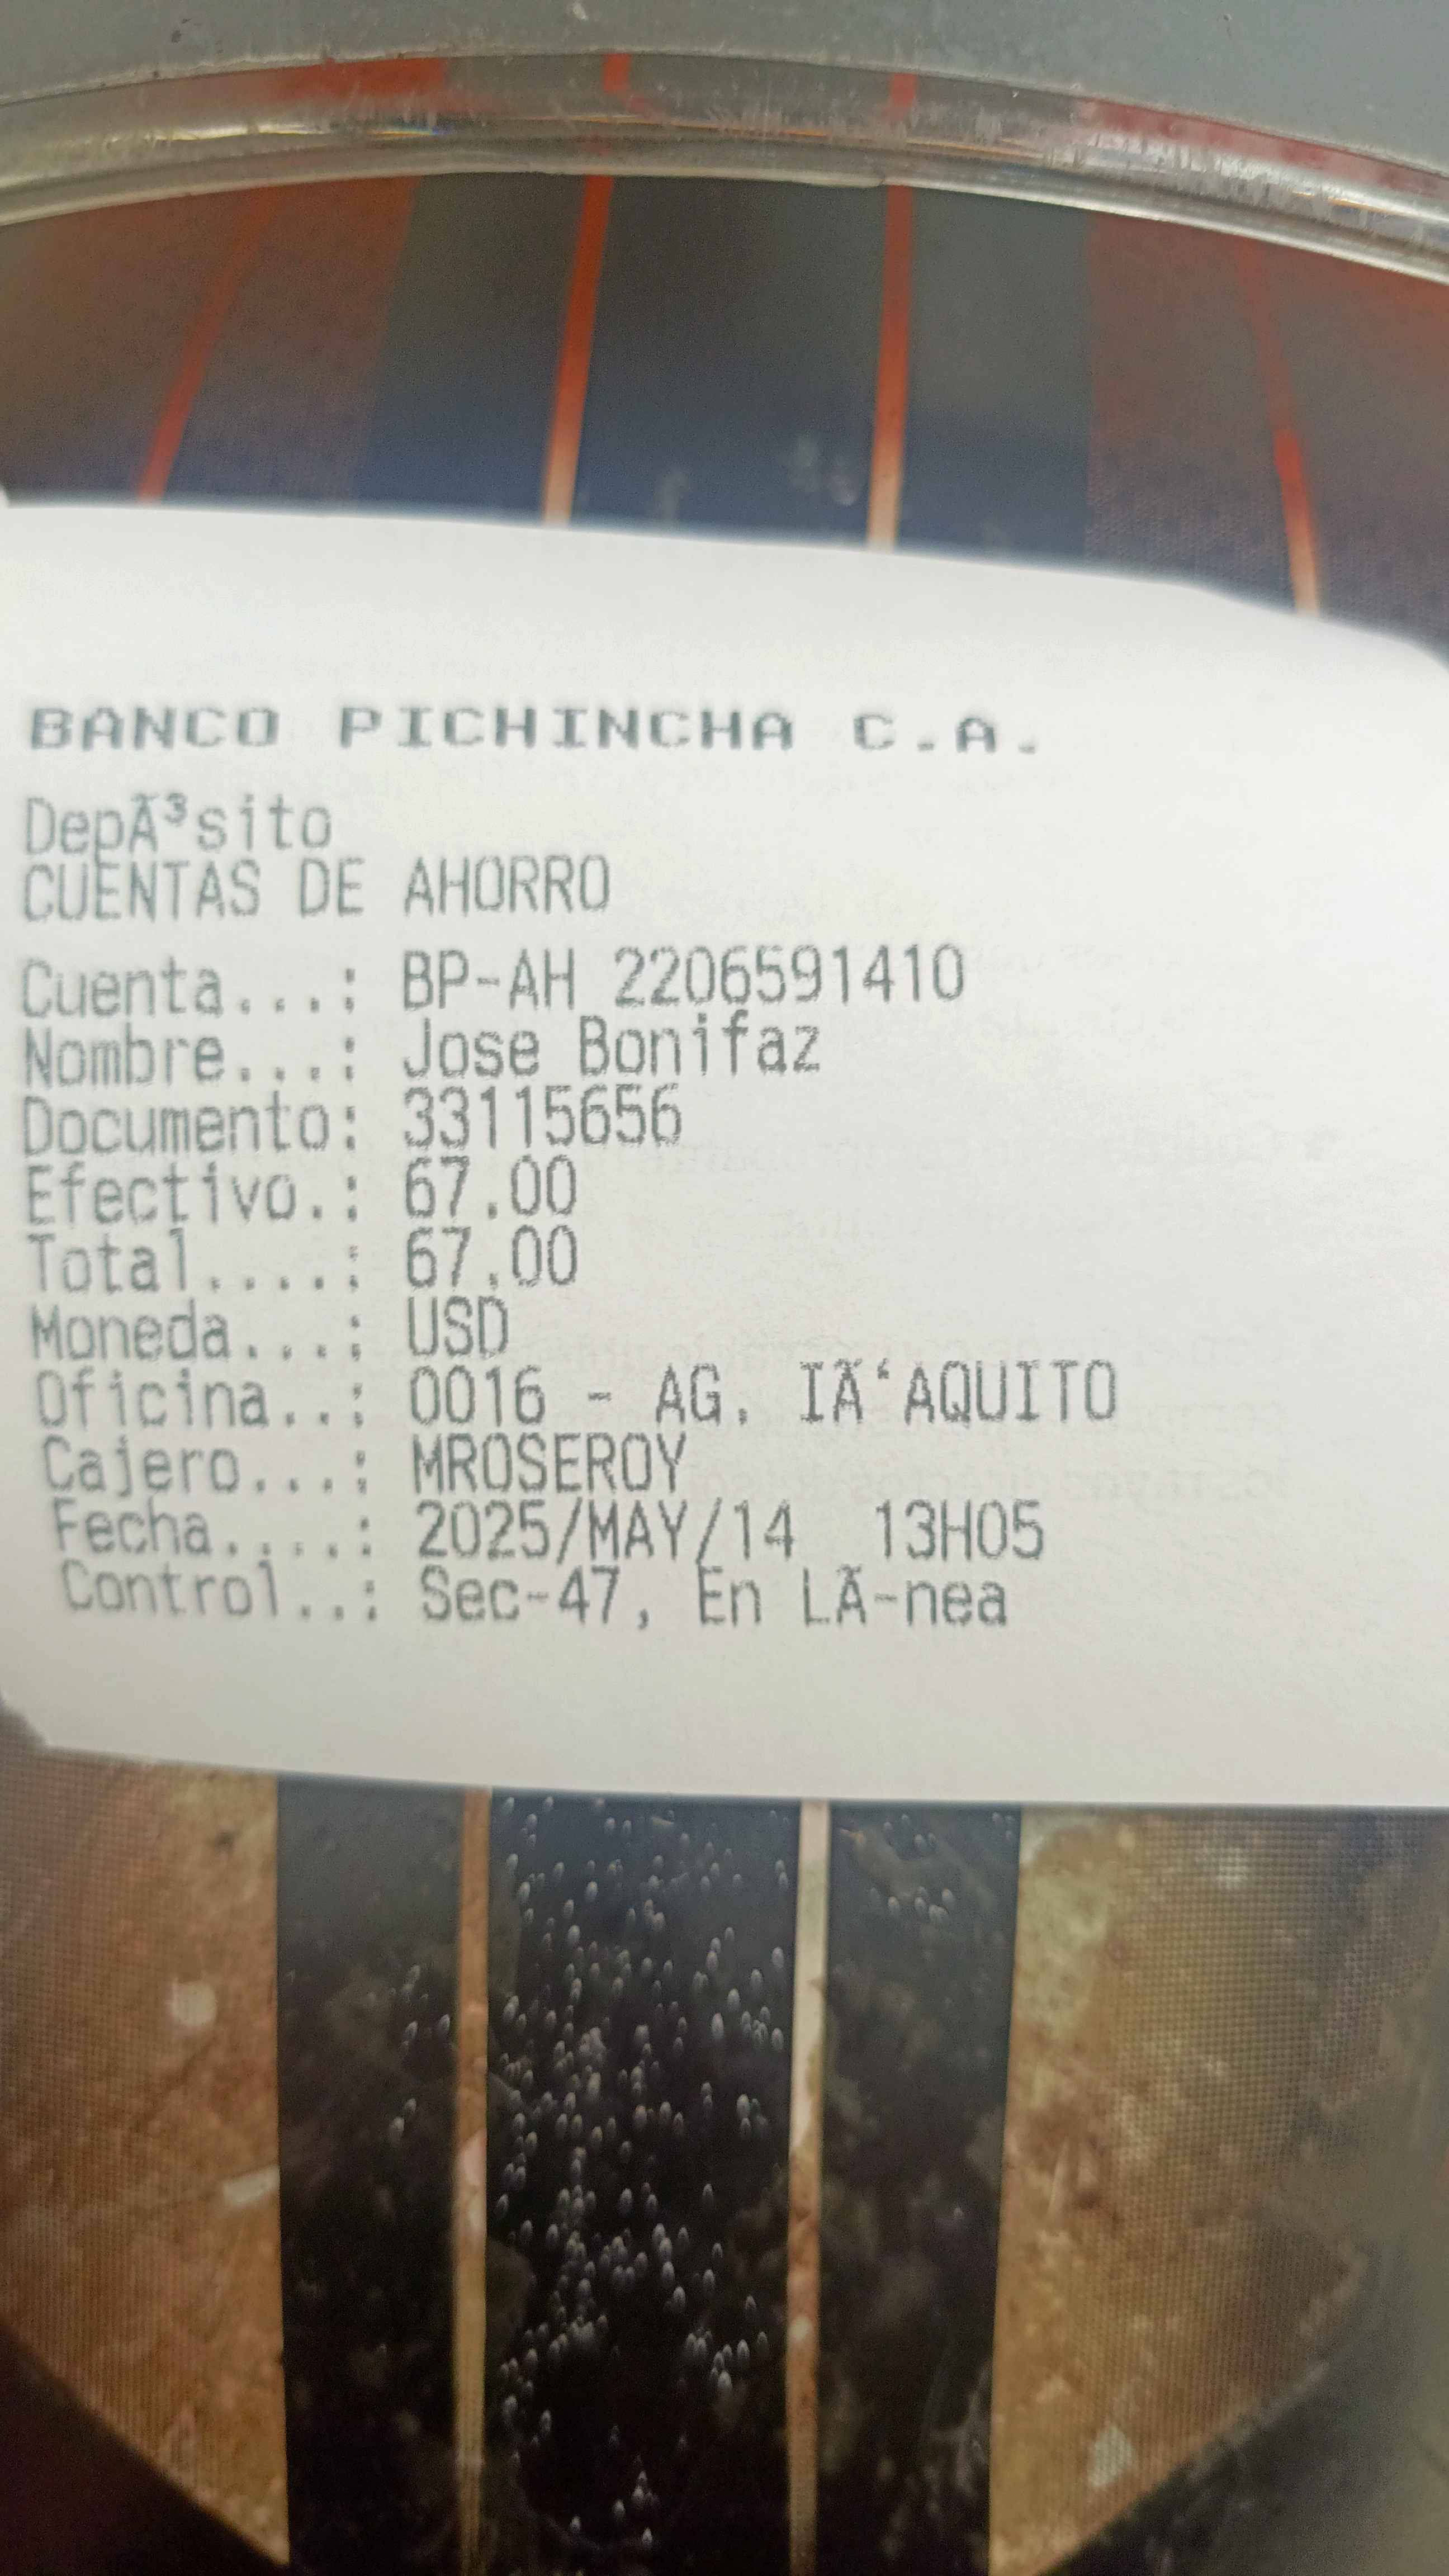 BANCO PICHINCHA C.A.
DepÃ³sito
CUENTAS DE AHORRO
Cuenta...: BP-AH 2206591410
Nombre...: Jose Bonifaz
Documento: 33115656
Efectivo.: 67.00
Total....: 67.00
Moneda...: USD
Oficina..: 0016 - AG. IÃ‘AQUITO
Cajero...: MROSEROY
Fecha....: 2025/MAY/14 13H05
Control..: Sec-47, En LÃ-nea